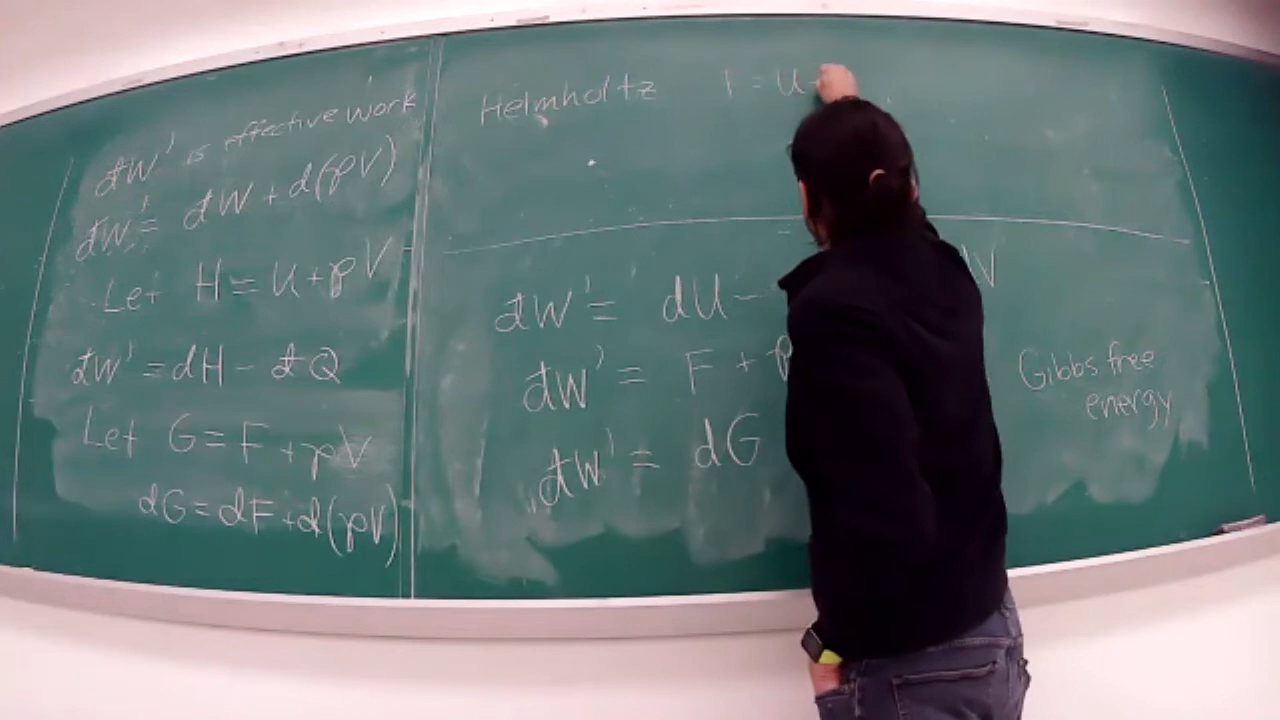 đW' is effective work
đW' = đW + d(pV)
Let H = U + pV
đW' = dH - đQ
Let G = F + pV
dG = dF + d(pV)
Helmholtz F = U -
đW' = dU -
đW' = F + p
đW' = dG
Gibbs free
energy